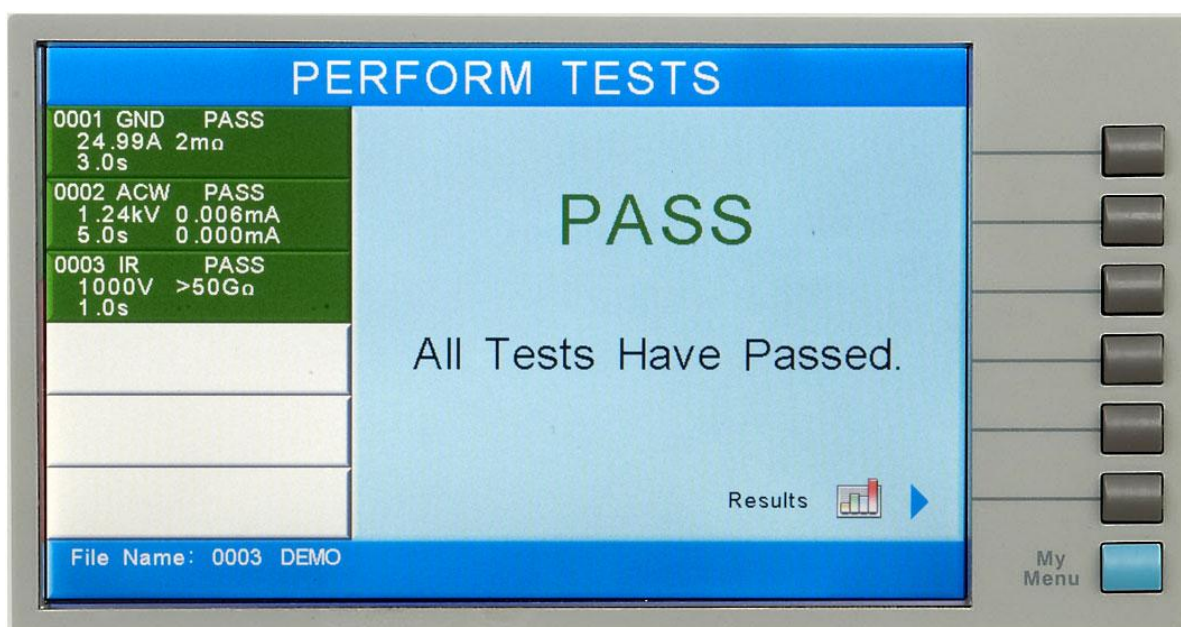 PERFORM TESTS
0001 GND PASS
24.99A 2mΩ
3.0s
0002 ACW PASS
1.24kV 0.006mA
5.0s 0.000mA
0003 IR PASS
1000V >50GΩ
1.0s
PASS
All Tests Have Passed.
Results
File Name: 0003 DEMO
My
Menu